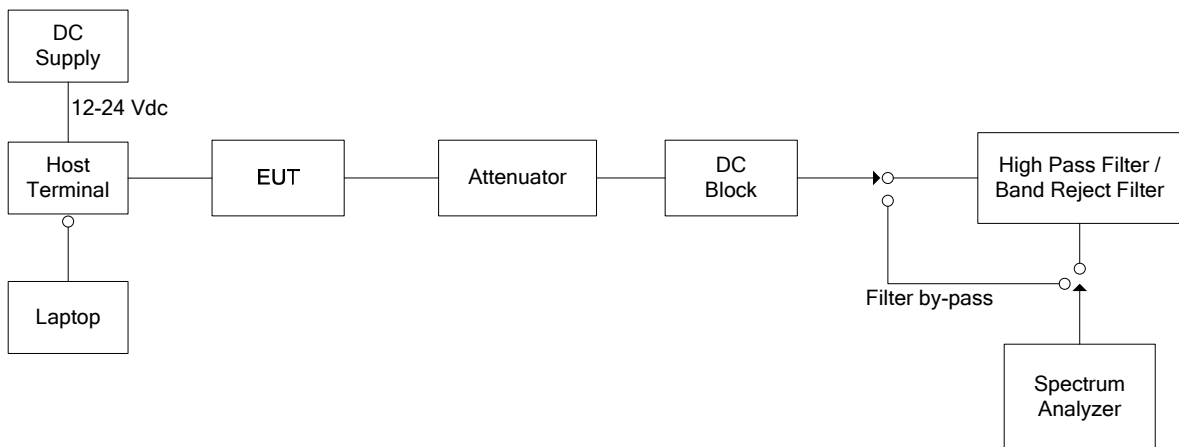 DC
Supply
12-24 Vdc
Host
Terminal
EUT
Attenuator
DC
Block
High Pass Filter /
Band Reject Filter
Filter by-pass
Laptop
Spectrum
Analyzer